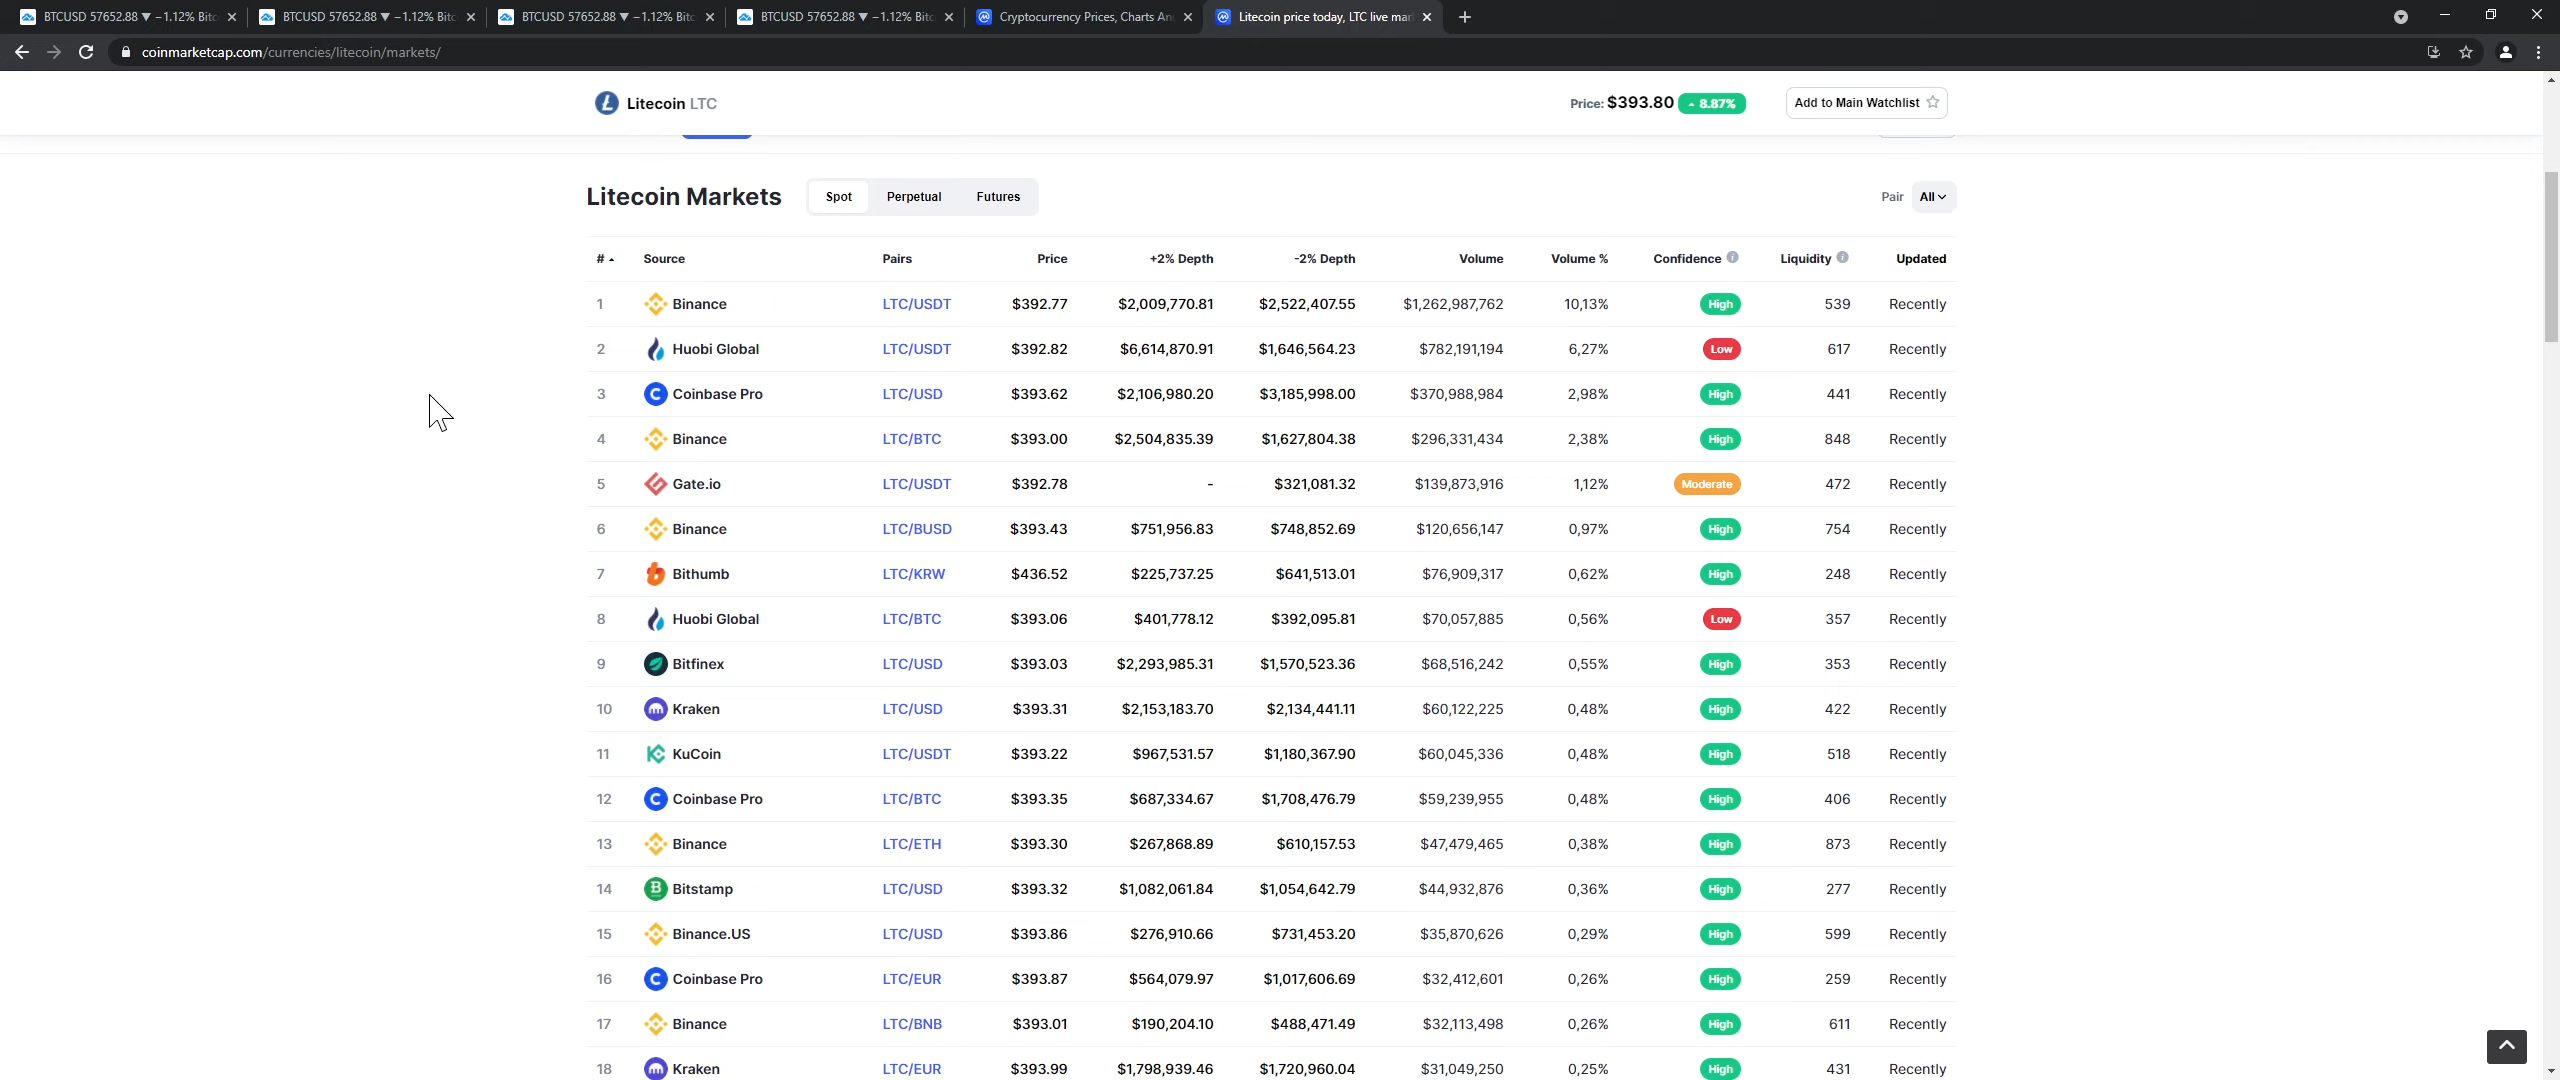 BTCUSD 57652.88 ▼ −1.12% Bitc
BTCUSD 57652.88 ▼ −1.12% Bitc
BTCUSD 57652.88 ▼ −1.12% Bitc
BTCUSD 57652.88 ▼ −1.12% Bitc
Cryptocurrency Prices, Charts An
Litecoin price today, LTC live mar
coinmarketcap.com/currencies/litecoin/markets/
Litecoin LTC
Price: $393.80 8.87%
Add to Main Watchlist
Litecoin Markets Spot Perpetual Futures Pair All
# Source Pairs Price +2% Depth -2% Depth Volume Volume % Confidence Liquidity Updated
1 Binance LTC/USDT $392.77 $2,009,770.81 $2,522,407.55 $1,262,987,762 10,13% High 539 Recently
2 Huobi Global LTC/USDT $392.82 $6,614,870.91 $1,646,564.23 $782,191,194 6,27% Low 617 Recently
3 Coinbase Pro LTC/USD $393.62 $2,106,980.20 $3,185,998.00 $370,988,984 2,98% High 441 Recently
4 Binance LTC/BTC $393.00 $2,504,835.39 $1,627,804.38 $296,331,434 2,38% High 848 Recently
5 Gate.io LTC/USDT $392.78 - $321,081.32 $139,873,916 1,12% Moderate 472 Recently
6 Binance LTC/BUSD $393.43 $751,956.83 $748,852.69 $120,656,147 0,97% High 754 Recently
7 Bithumb LTC/KRW $436.52 $225,737.25 $641,513.01 $76,909,317 0,62% High 248 Recently
8 Huobi Global LTC/BTC $393.06 $401,778.12 $392,095.81 $70,057,885 0,56% Low 357 Recently
9 Bitfinex LTC/USD $393.03 $2,293,985.31 $1,570,523.36 $68,516,242 0,55% High 353 Recently
10 Kraken LTC/USD $393.31 $2,153,183.70 $2,134,441.11 $60,122,225 0,48% High 422 Recently
11 KuCoin LTC/USDT $393.22 $967,531.57 $1,180,367.90 $60,045,336 0,48% High 518 Recently
12 Coinbase Pro LTC/BTC $393.35 $687,334.67 $1,708,476.79 $59,239,955 0,48% High 406 Recently
13 Binance LTC/ETH $393.30 $267,868.89 $610,157.53 $47,479,465 0,38% High 873 Recently
14 Bitstamp LTC/USD $393.32 $1,082,061.84 $1,054,642.79 $44,932,876 0,36% High 277 Recently
15 Binance.US LTC/USD $393.86 $276,910.66 $731,453.20 $35,870,626 0,29% High 599 Recently
16 Coinbase Pro LTC/EUR $393.87 $564,079.97 $1,017,606.69 $32,412,601 0,26% High 259 Recently
17 Binance LTC/BNB $393.01 $190,204.10 $488,471.49 $32,113,498 0,26% High 611 Recently
18 Kraken LTC/EUR $393.99 $1,798,939.46 $1,720,960.04 $31,049,250 0,25% High 431 Recently